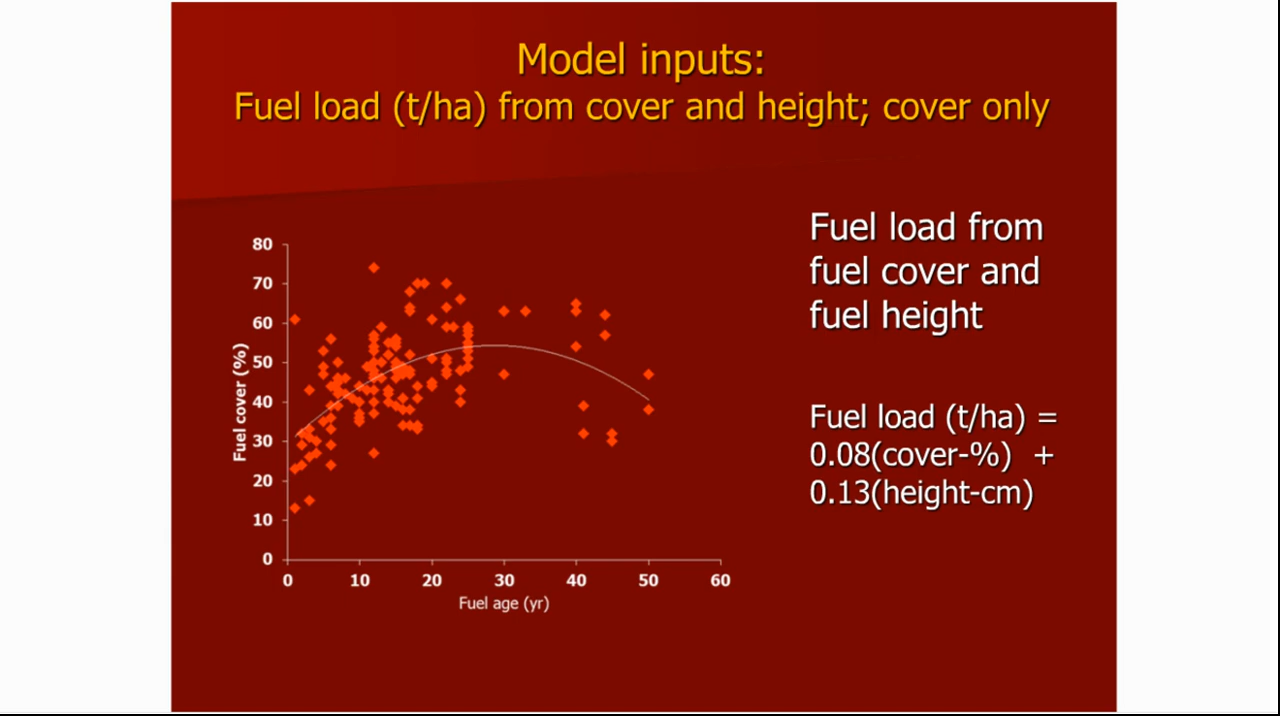 Model inputs:
Fuel load (t/ha) from cover and height; cover only
Fuel load from
fuel cover and
fuel height
Fuel load (t/ha) =
0.08(cover-%) +
0.13(height-cm)
Fuel cover (%)
80
70
60
50
40
30
20
10
0
0 10 20 30 40 50 60
Fuel age (yr)